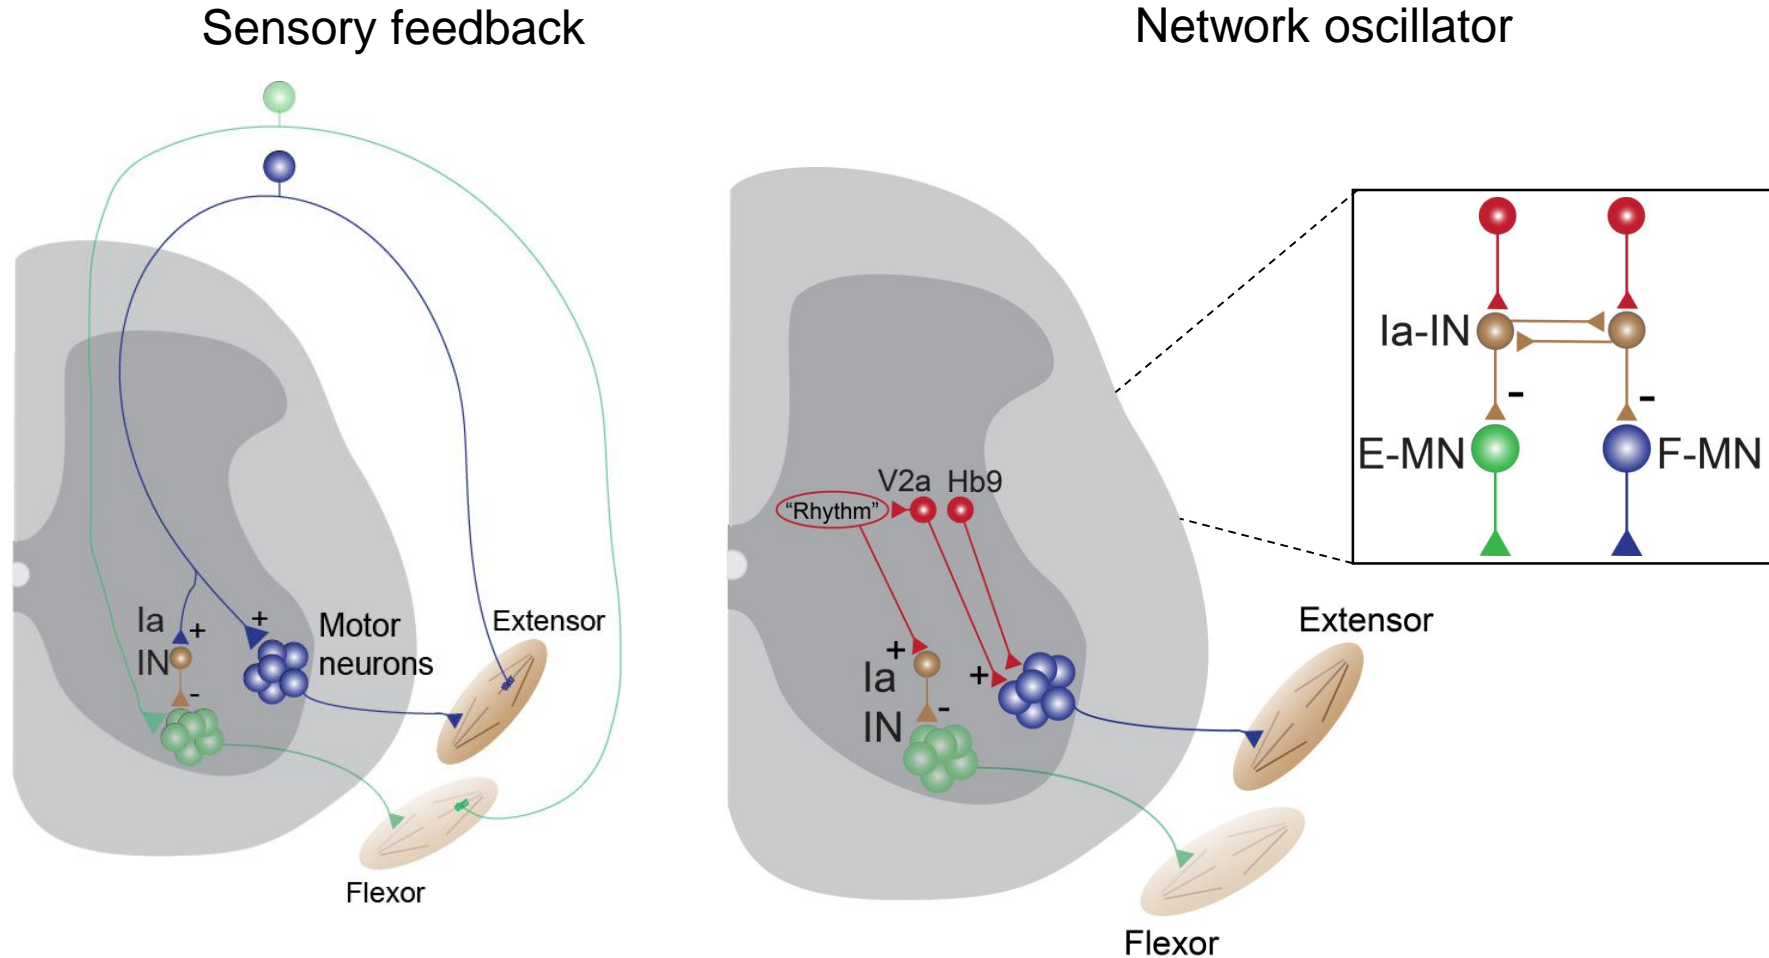 Sensory feedback
Network oscillator
Ia
IN
+
+
-
Motor
neurons
Extensor
Flexor
V2a
Hb9
“Rhythm”
+
Ia
IN
+
-
Extensor
Flexor
Ia-IN
-
-
E-MN
F-MN